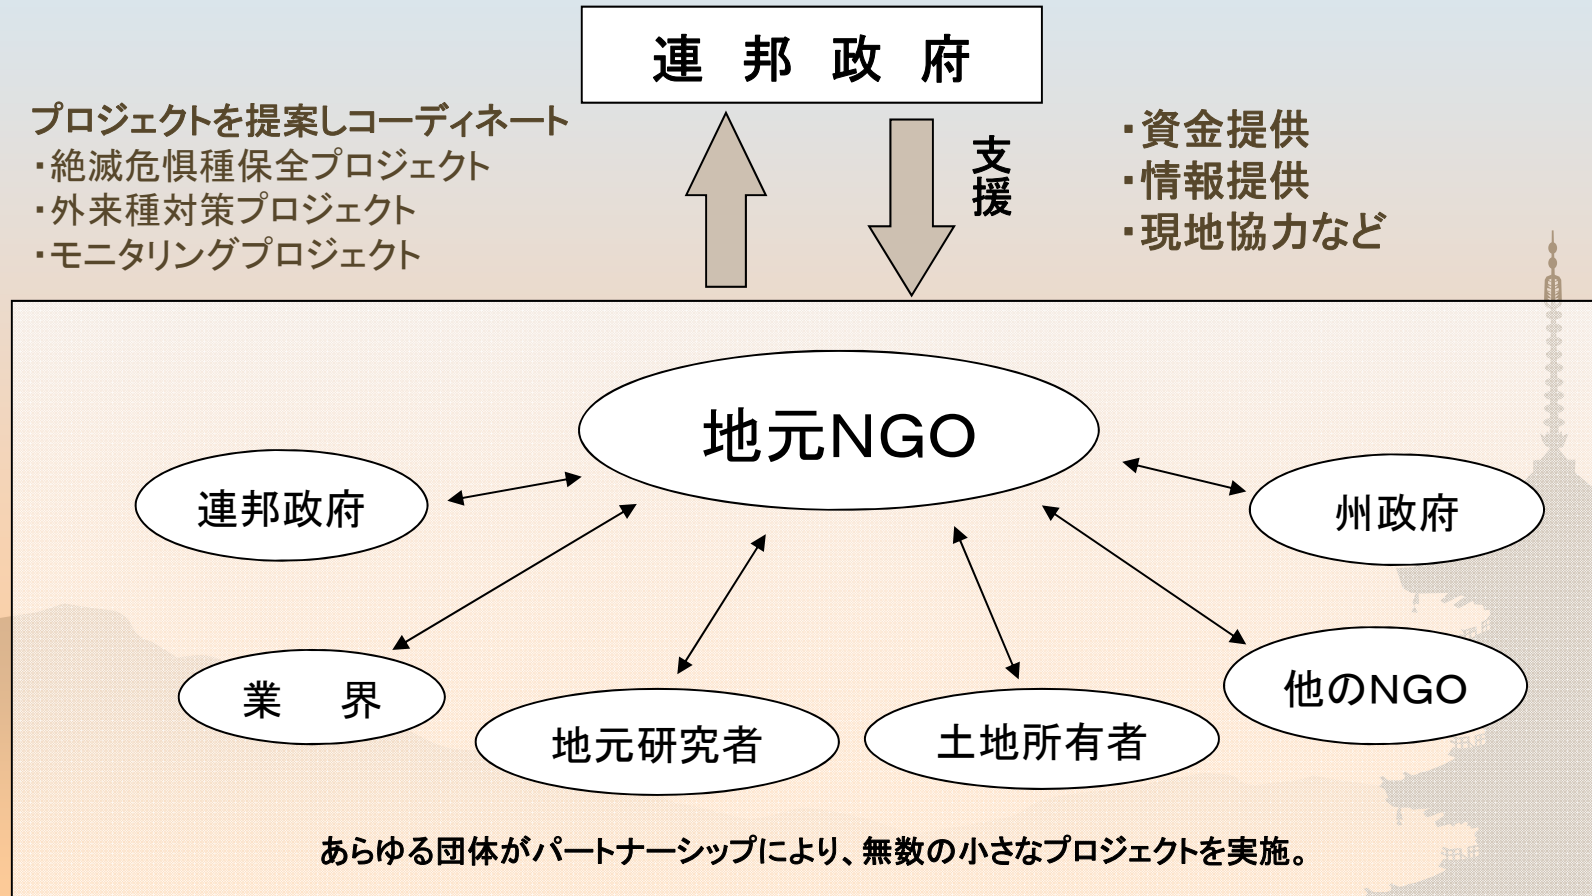 連 邦 政 府
プロジェクトを提案しコーディネート
・絶滅危惧種保全プロジェクト
・外来種対策プロジェクト
・モニタリングプロジェクト
支援
・資金提供
・情報提供
・現地協力など
地元NGO
連邦政府
州政府
業 界
地元研究者
土地所有者
他のNGO
あらゆる団体がパートナーシップにより、無数の小さなプロジェクトを実施。